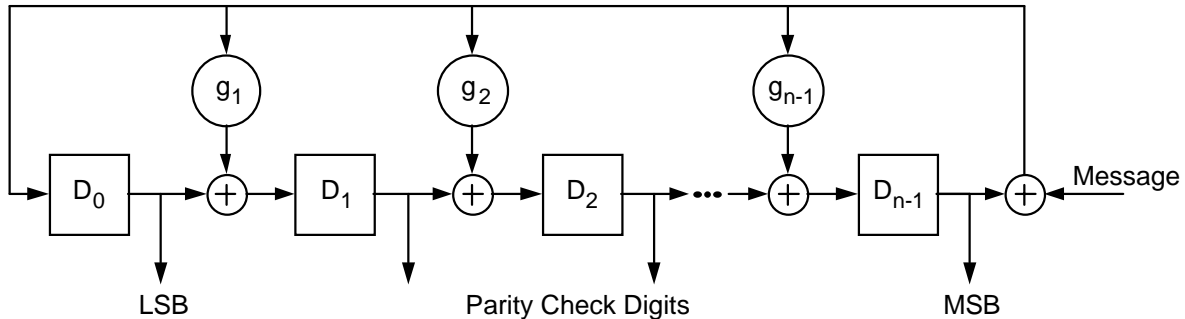 g1 g2 gn-1
D0 D1 D2 ••• Dn-1 Message
LSB Parity Check Digits MSB